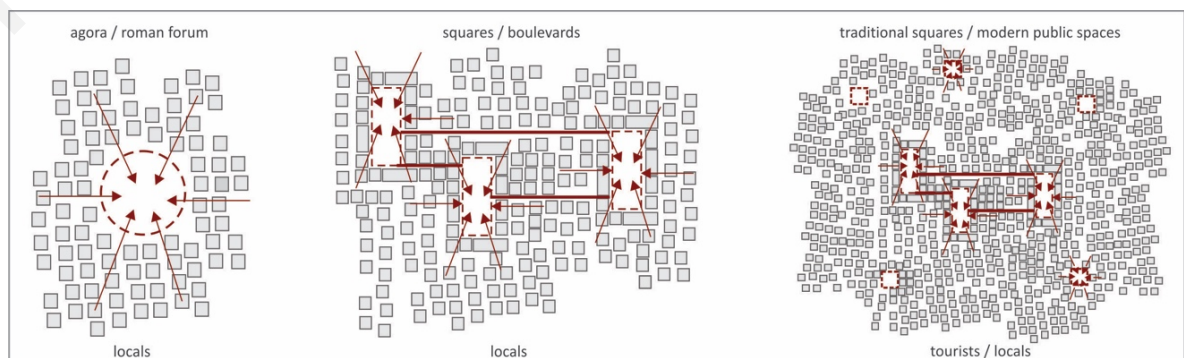 agora / roman forum
squares / boulevards
traditional squares / modern public spaces
locals
locals
tourists / locals